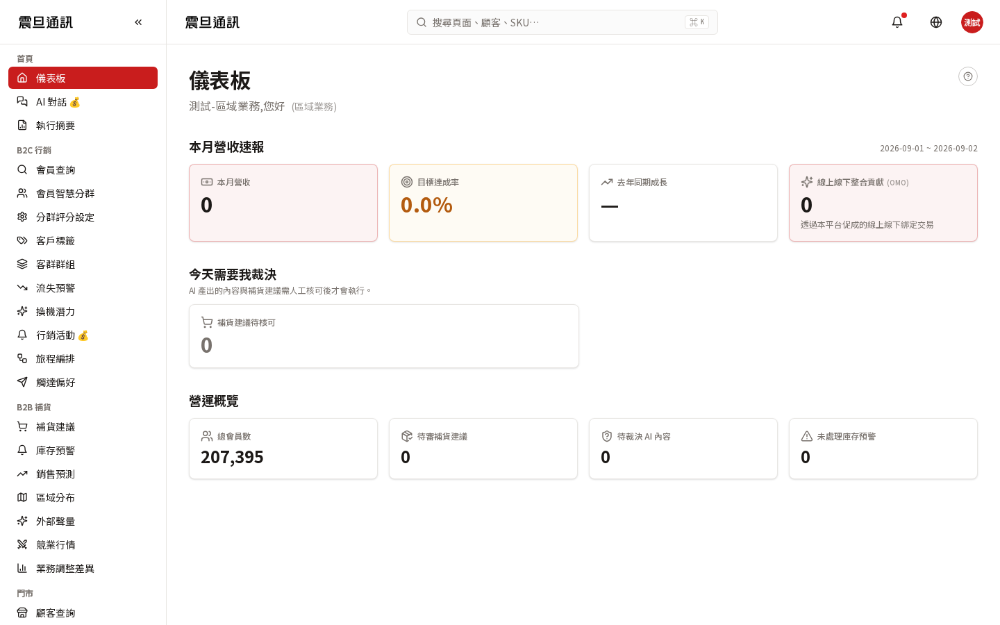 震旦通訊
震旦通訊
搜尋頁面、顧客、SKU…
⌘ K
測試
首頁
儀表板
AI 對話 💰
執行摘要
B2C 行銷
會員查詢
會員智慧分群
分群評分設定
客戶標籤
客群群組
流失預警
換機潛力
行銷活動 💰
旅程編排
觸達偏好
B2B 補貨
補貨建議
庫存預警
銷售預測
區域分布
外部聲量
競業行情
業務調整差異
門市
顧客查詢
儀表板
測試-區域業務,您好 (區域業務)
本月營收速報
2026-09-01 ~ 2026-09-02
本月營收
0
目標達成率
0.0%
去年同期成長
—
線上線下整合貢獻 (OMO)
0
透過本平台促成的線上線下綁定交易
今天需要我裁決
AI 產出的內容與補貨建議需人工核可後才會執行。
補貨建議待核可
0
營運概覽
總會員數
207,395
待審補貨建議
0
待裁決 AI 內容
0
未處理庫存預警
0